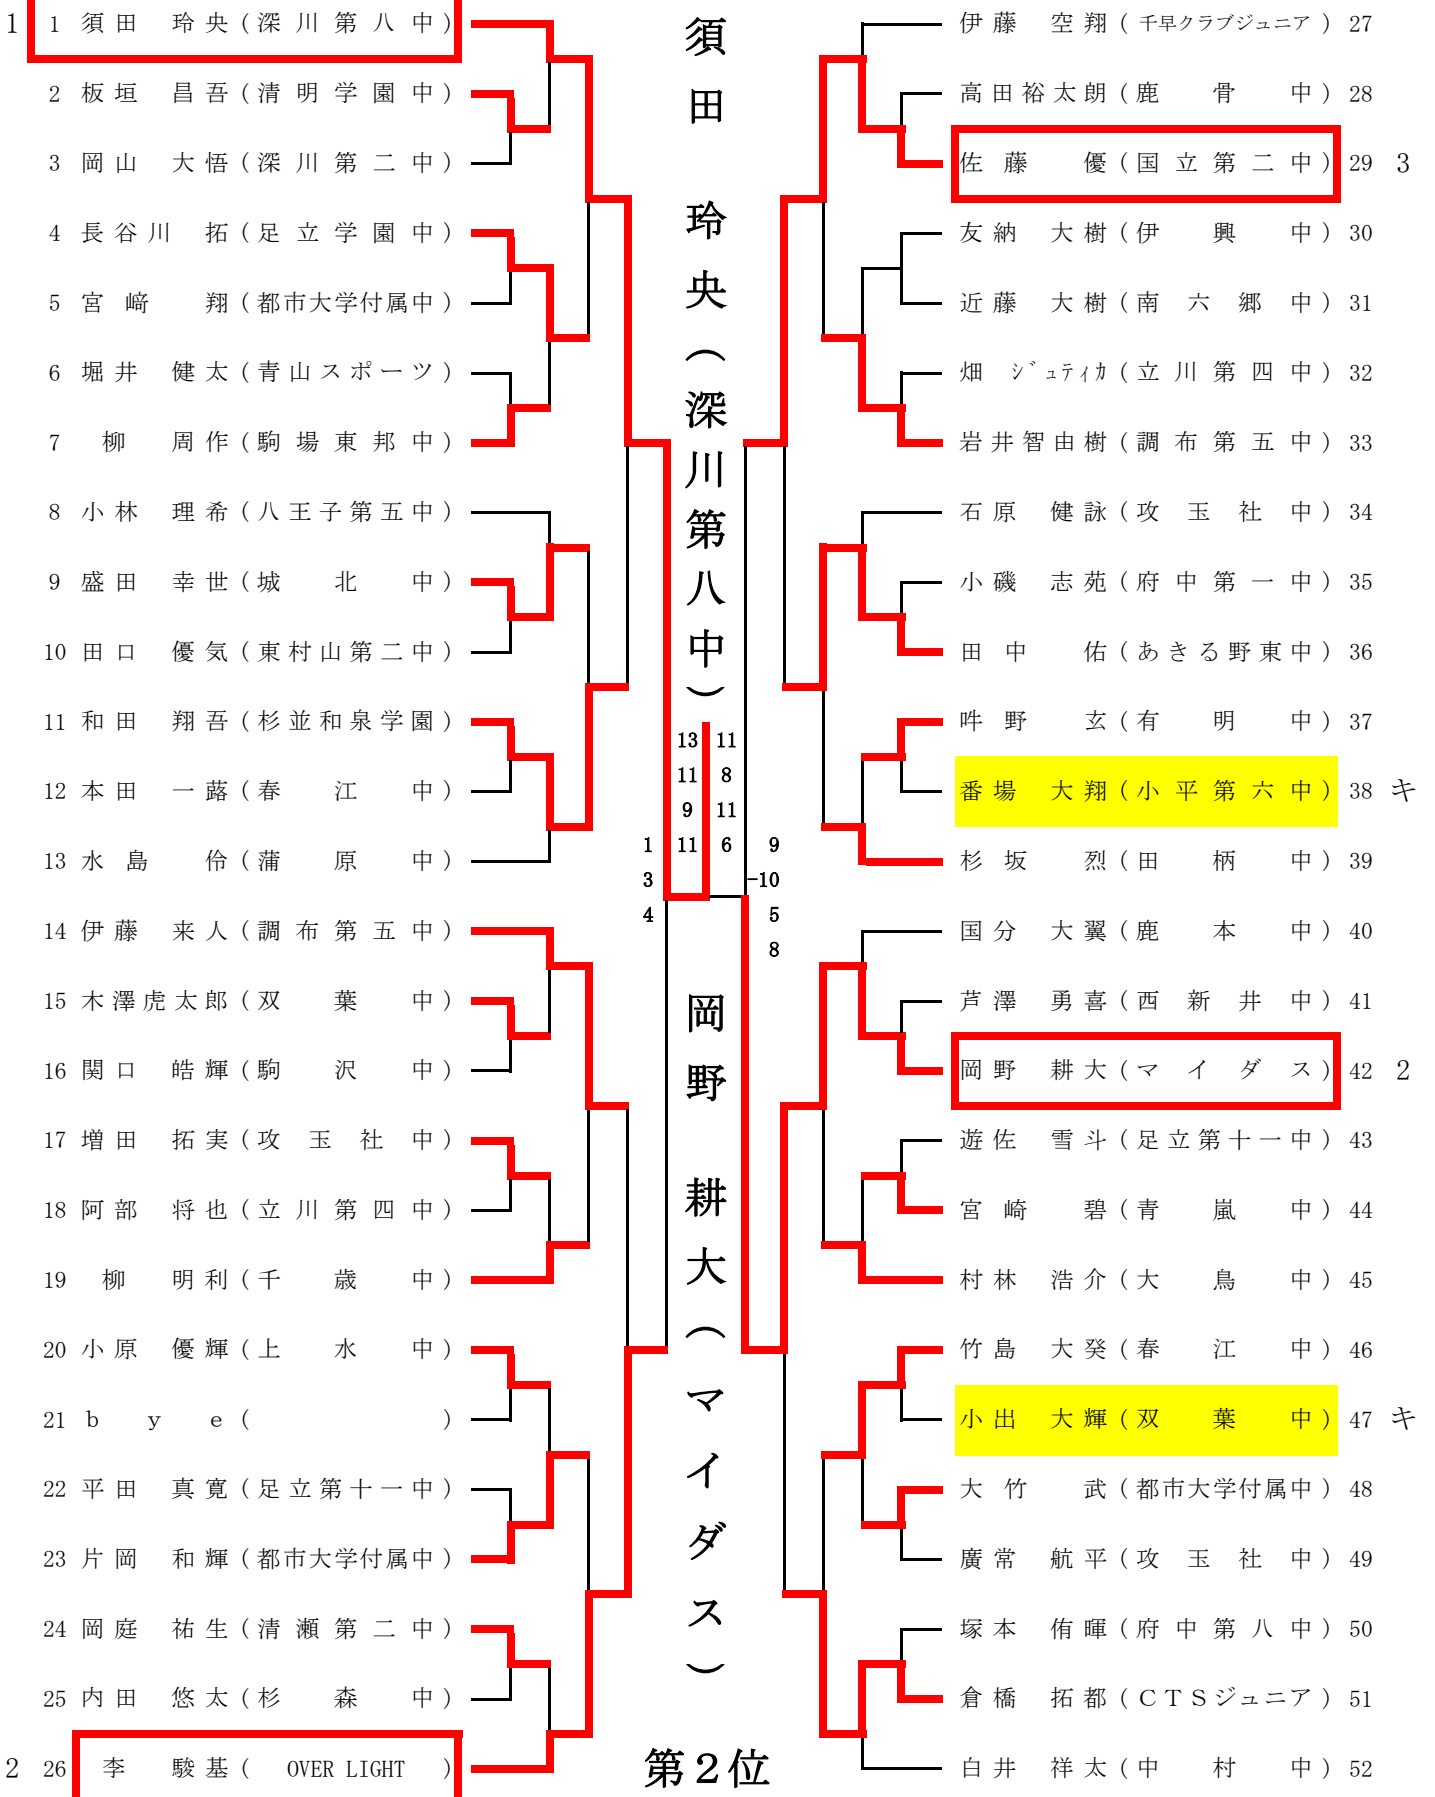 1 1 須田 玲央(深川第八中)
2 板垣 昌吾(清明学園中)
3 岡山 大悟(深川第二中)
4 長谷川 拓(足立学園中)
5 宮﨑 翔(都市大学付属中)
6 堀井 健太(青山スポーツ)
7 柳 周作(駒場東邦中)
8 小林 理希(八王子第五中)
9 盛田 幸世(城北中)
10 田口 優気(東村山第二中)
11 和田 翔吾(杉並和泉学園)
12 本田 一蕗(春江中)
13 水島 伶(蒲原中)
14 伊藤 来人(調布第五中)
15 木澤虎太郎(双葉中)
16 関口 皓輝(駒沢中)
17 増田 拓実(攻玉社中)
18 阿部 将也(立川第四中)
19 柳 明利(千歳中)
20 小原 優輝(上水中)
21 bye( )
22 平田 真寛(足立第十一中)
23 片岡 和輝(都市大学付属中)
24 岡庭 祐生(清瀬第二中)
25 内田 悠太(杉森中)
2 26 李 駿基( OVER LIGHT )
須田 玲央(深川第八中)
13 11
11 8
9 11
11 6
1
3
4
9
-10
5
8
岡野 耕大(マイダス)
第2位
伊藤 空翔(千早クラブジュニア) 27
高田裕太朗(鹿骨中) 28
佐藤 優(国立第二中) 29 3
友納 大樹(伊興中) 30
近藤 大樹(南六郷中) 31
畑 ジュティカ(立川第四中) 32
岩井智由樹(調布第五中) 33
石原 健詠(攻玉社中) 34
小磯 志苑(府中第一中) 35
田中 佑(あきる野東中) 36
吽野 玄(有明中) 37
番場 大翔(小平第六中) 38 キ
杉坂 烈(田柄中) 39
国分 大翼(鹿本中) 40
芦澤 勇喜(西新井中) 41
岡野 耕大(マイダス) 42 2
遊佐 雪斗(足立第十一中) 43
宮崎 碧(青嵐中) 44
村林 浩介(大鳥中) 45
竹島 大癸(春江中) 46
小出 大輝(双葉中) 47 キ
大竹 武(都市大学付属中) 48
廣常 航平(攻玉社中) 49
塚本 侑暉(府中第八中) 50
倉橋 拓都(CTSジュニア) 51
白井 祥太(中村中) 52